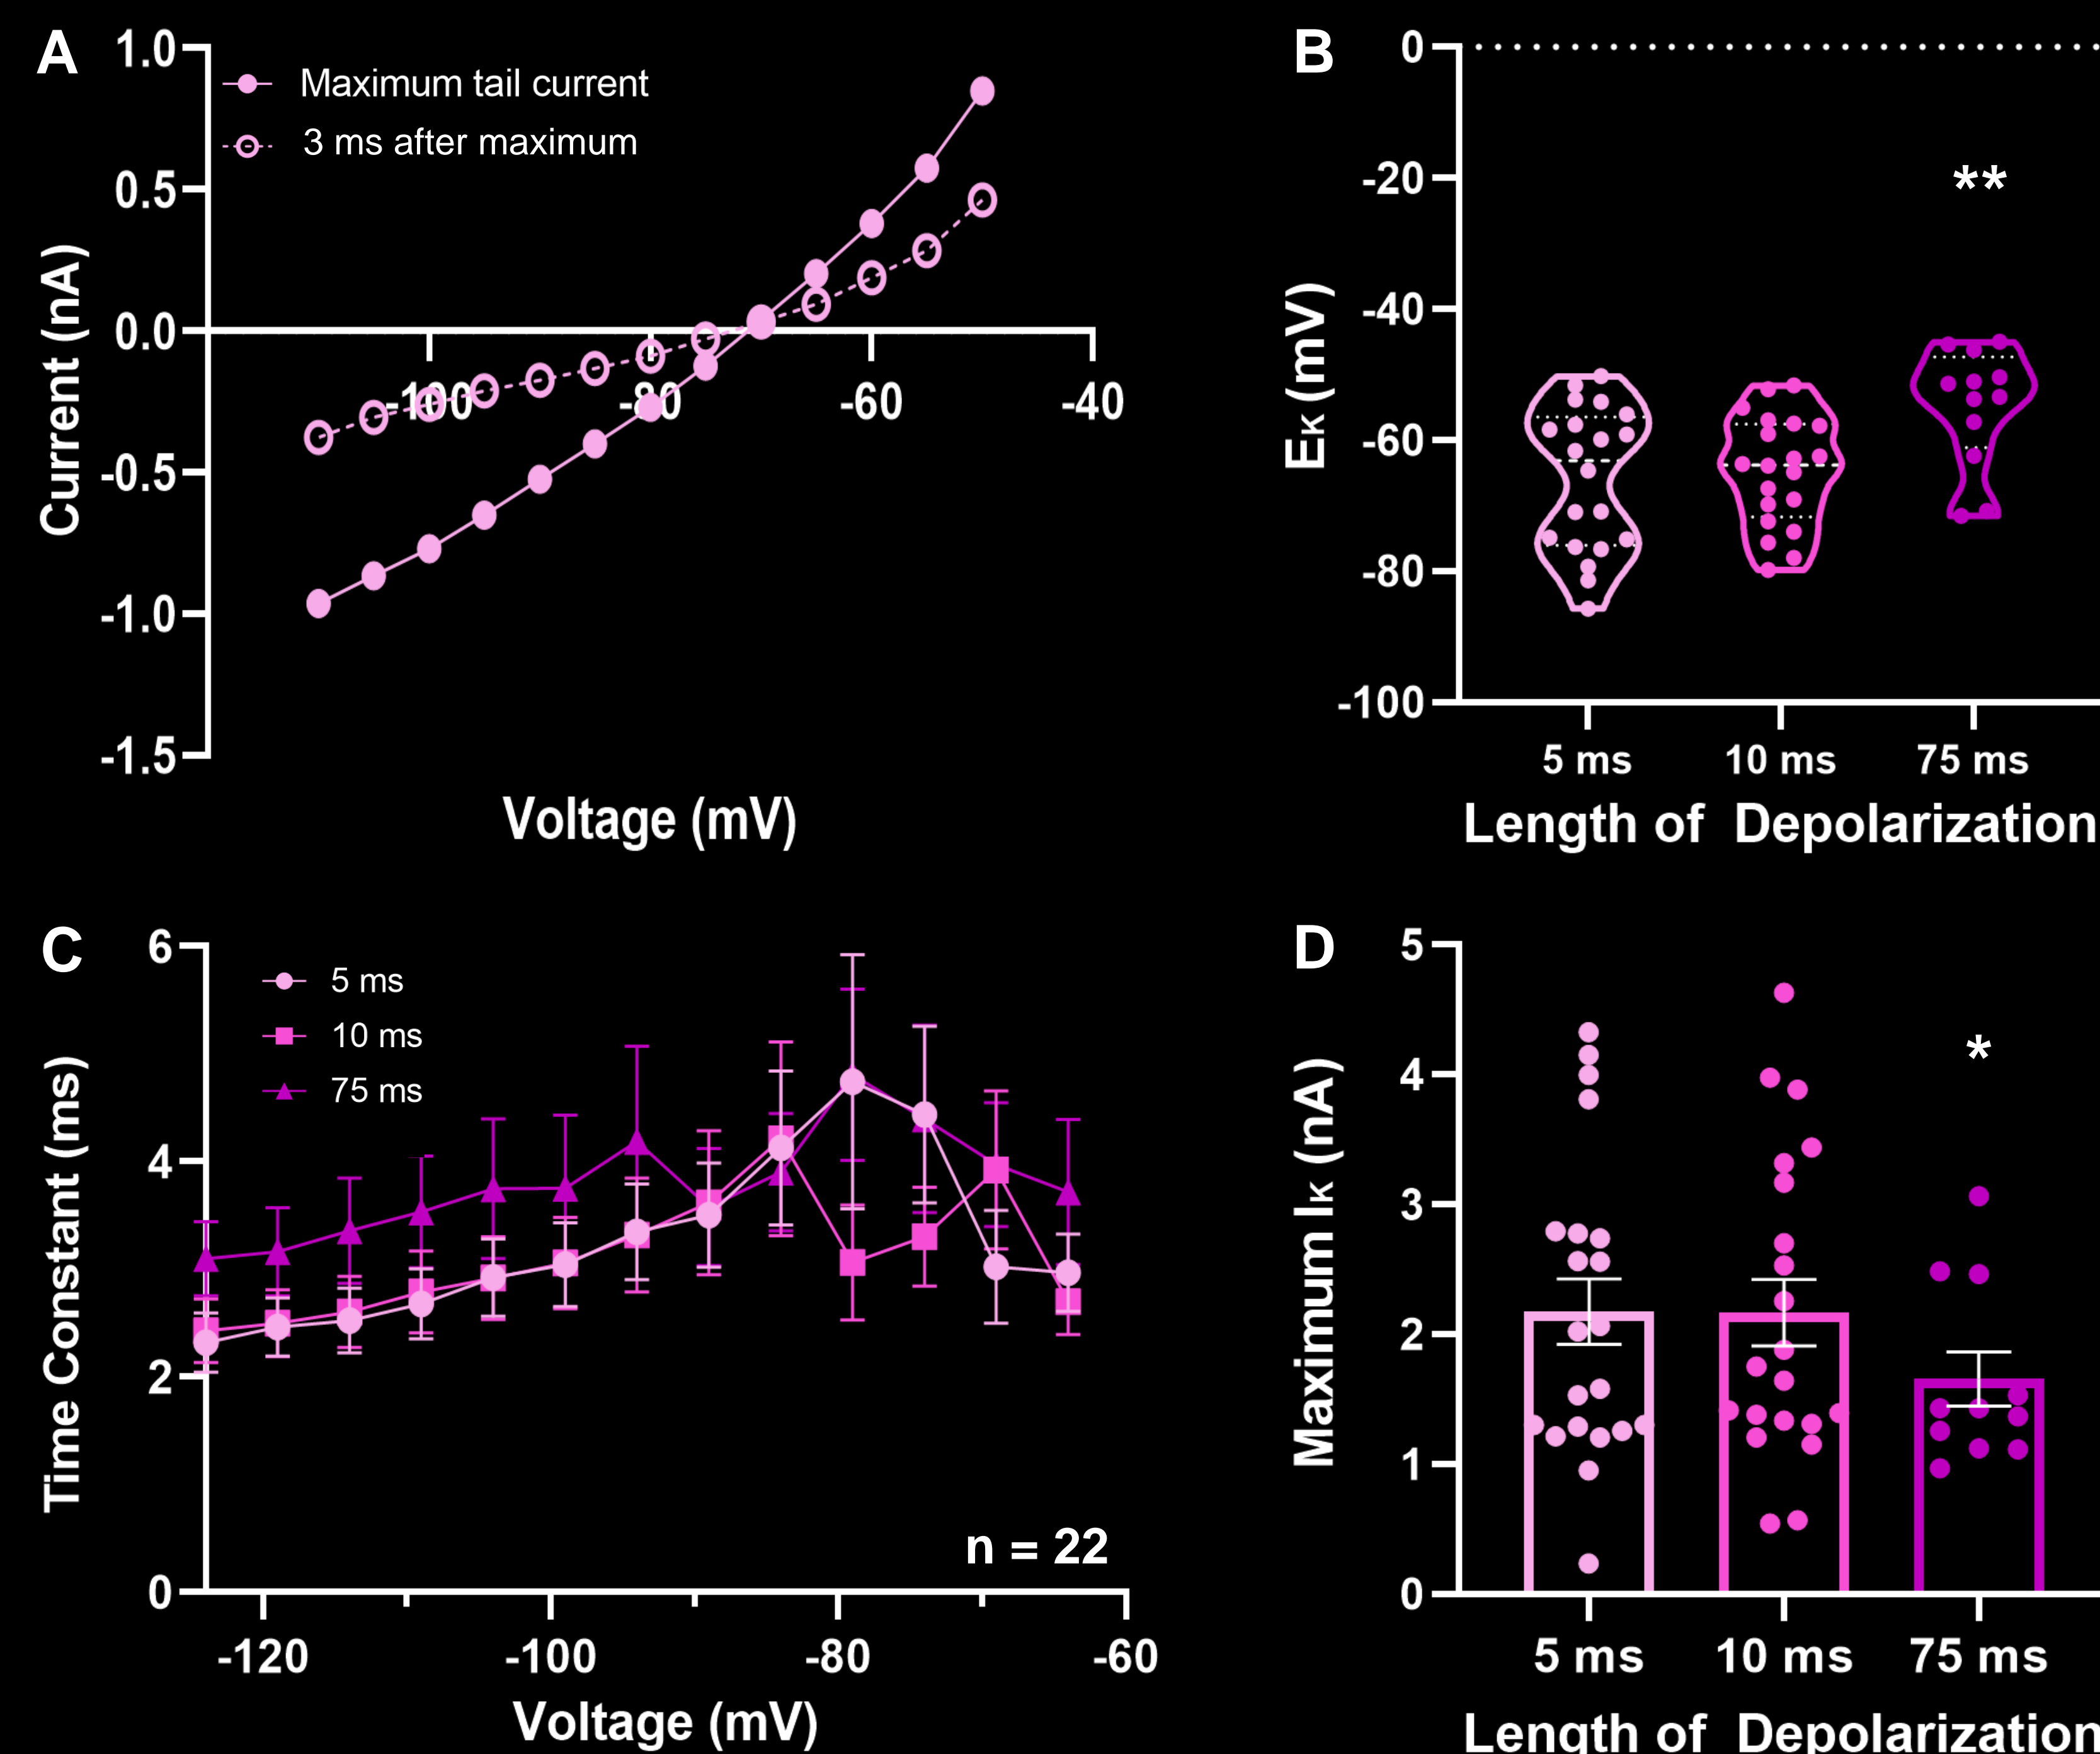 A
1.0
0.5
0.0
-0.5
-1.0
-1.5
Current (nA)
Maximum tail current
3 ms after maximum
-100
-80
-60
-40
Voltage (mV)
B
0
-20
-40
-60
-80
-100
EK (mV)
**
5 ms
10 ms
75 ms
Length of Depolarization
C
6
4
2
0
Time Constant (ms)
5 ms
10 ms
75 ms
n = 22
-120
-100
-80
-60
Voltage (mV)
D
5
4
3
2
1
0
Maximum IK (nA)
*
5 ms
10 ms
75 ms
Length of Depolarization